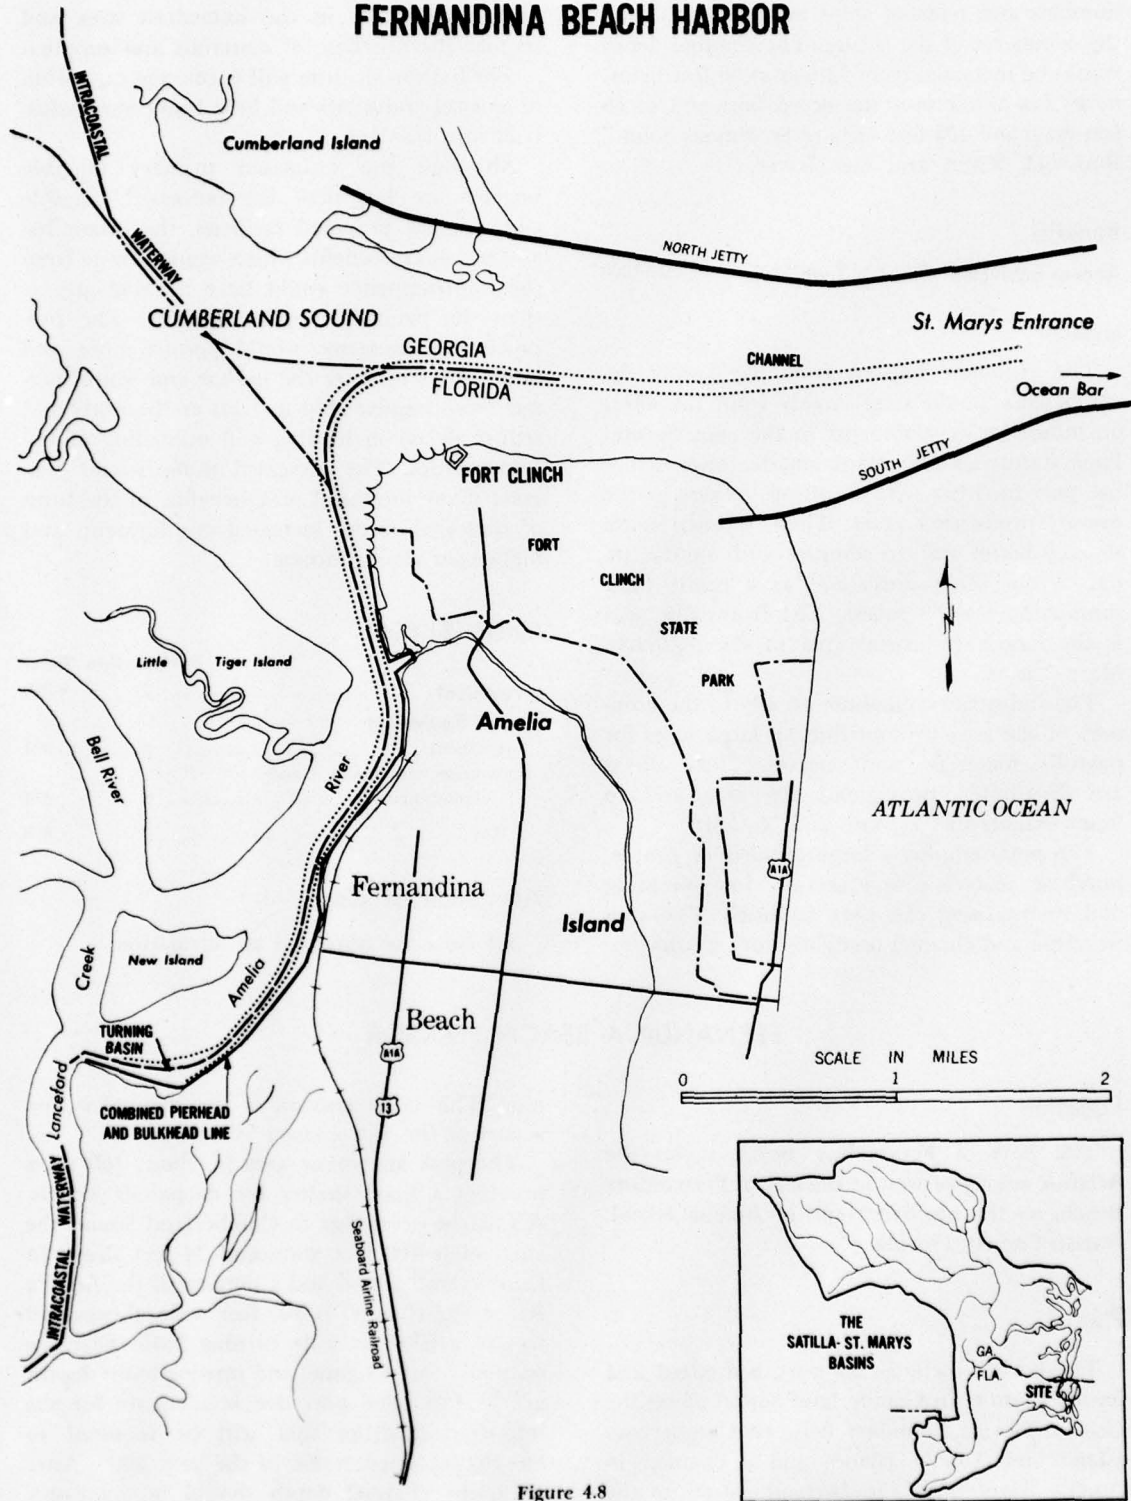 FERNANDINA BEACH HARBOR
INTRACOASTAL
WATERWAY
Cumberland Island
NORTH JETTY
CUMBERLAND SOUND
St. Marys Entrance
GEORGIA
CHANNEL
FLORIDA
Ocean Bar
SOUTH JETTY
FORT CLINCH
FORT
CLINCH
STATE
PARK
N
Little Tiger Island
Amelia
Bell River
River
ATLANTIC OCEAN
A1A
Fernandina
Island
New Island
Creek
Amelia
Beach
TURNING
BASIN
A1A
SCALE IN MILES
0 1 2
Lanceford
COMBINED PIERHEAD
AND BULKHEAD LINE
13
INTRACOASTAL WATERWAY
Seaboard Airline Railroad
THE
SATILLA- ST. MARYS
BASINS
GA.
FLA.
SITE
Figure 4.8